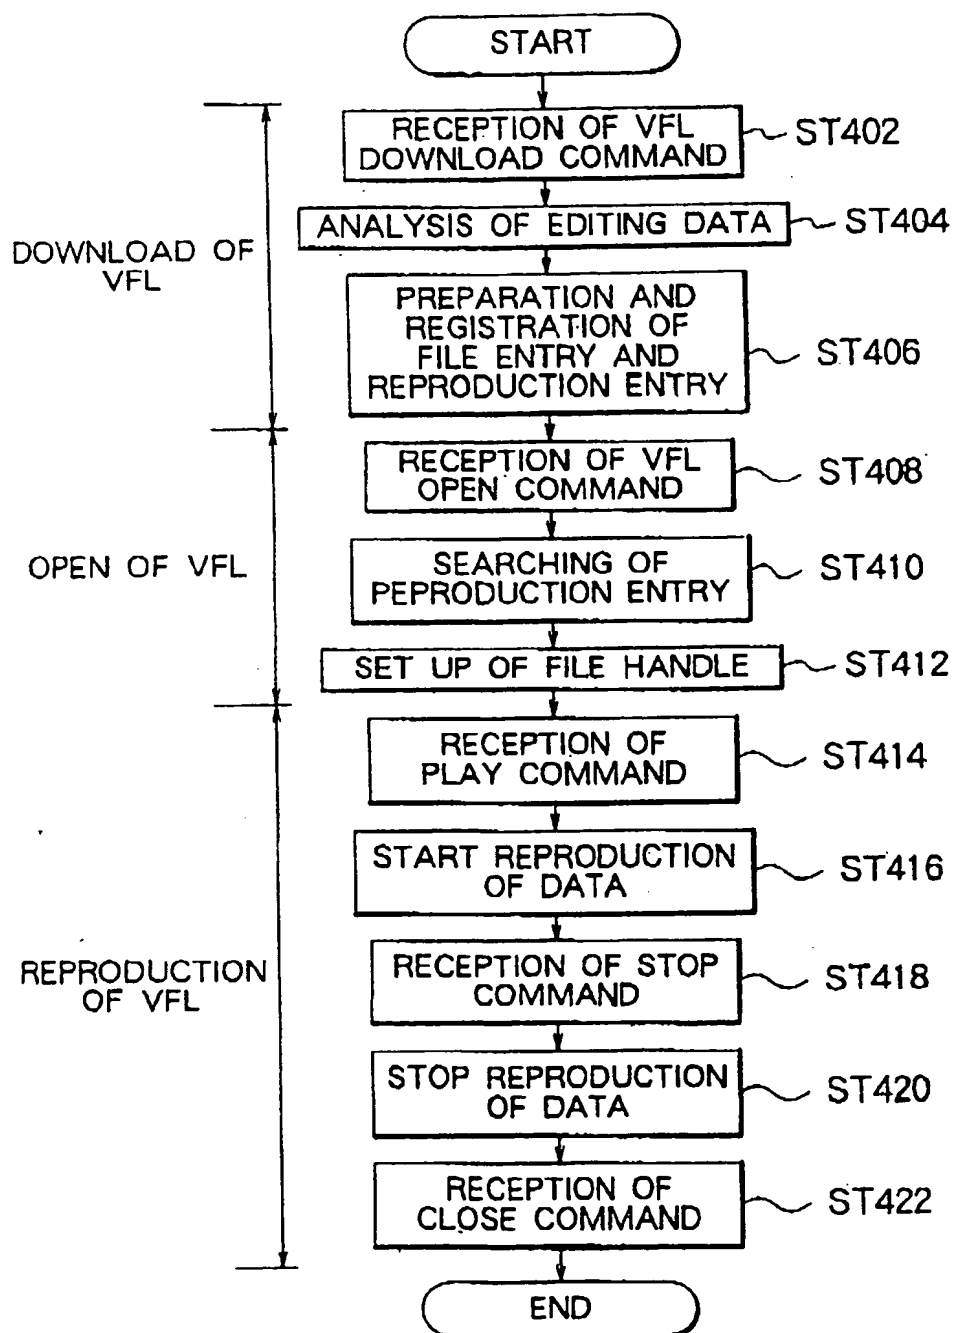 START
RECEPTION OF VFL
DOWNLOAD COMMAND
ST402
ANALYSIS OF EDITING DATA
ST404
DOWNLOAD OF
VFL
PREPARATION AND
REGISTRATION OF
FILE ENTRY AND
REPRODUCTION ENTRY
ST406
RECEPTION OF VFL
OPEN COMMAND
ST408
OPEN OF VFL
SEARCHING OF
PEPRODUCTION ENTRY
ST410
SET UP OF FILE HANDLE
ST412
RECEPTION OF
PLAY COMMAND
ST414
START REPRODUCTION
OF DATA
ST416
REPRODUCTION
OF VFL
RECEPTION OF STOP
COMMAND
ST418
STOP REPRODUCTION
OF DATA
ST420
RECEPTION OF
CLOSE COMMAND
ST422
END